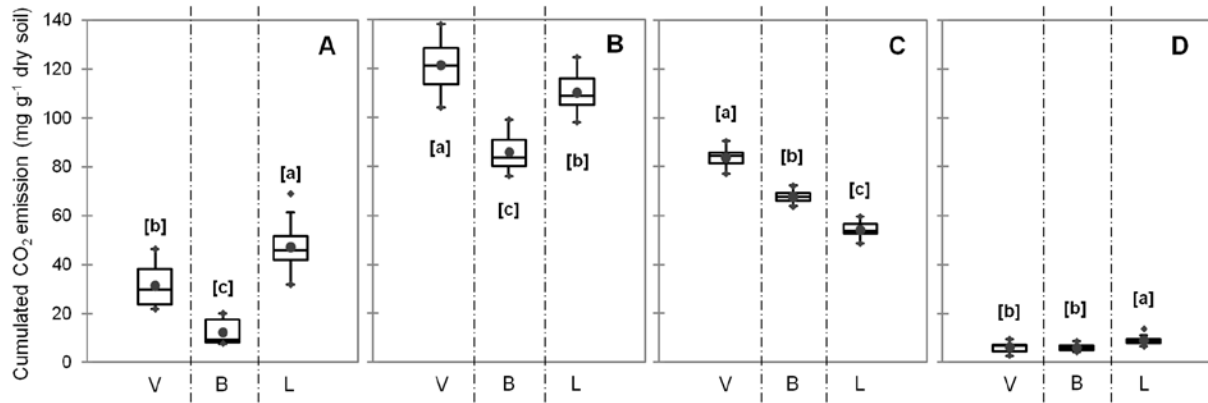 Cumulated CO₂ emission (mg g⁻¹ dry soil)
140
120
100
80
60
40
20
0
A
[b]
[c]
[a]
V B L
B
[a]
[c]
[b]
V B L
C
[a]
[b]
[c]
V B L
D
[b]
[b]
[a]
V B L